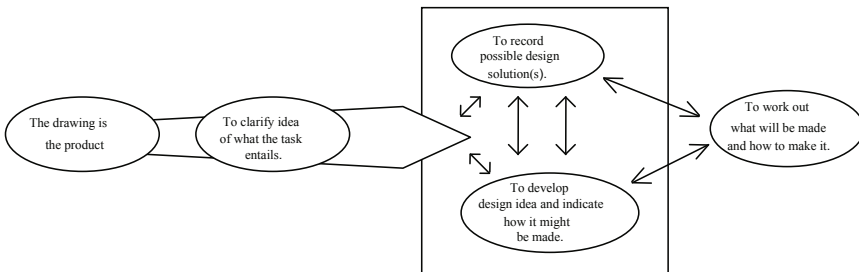 The drawing is
the product
To clarify idea
of what the task
entails.
To record
possible design
solution(s).
To develop
design idea and indicate
how it might
be made.
To work out
what will be made
and how to make it.